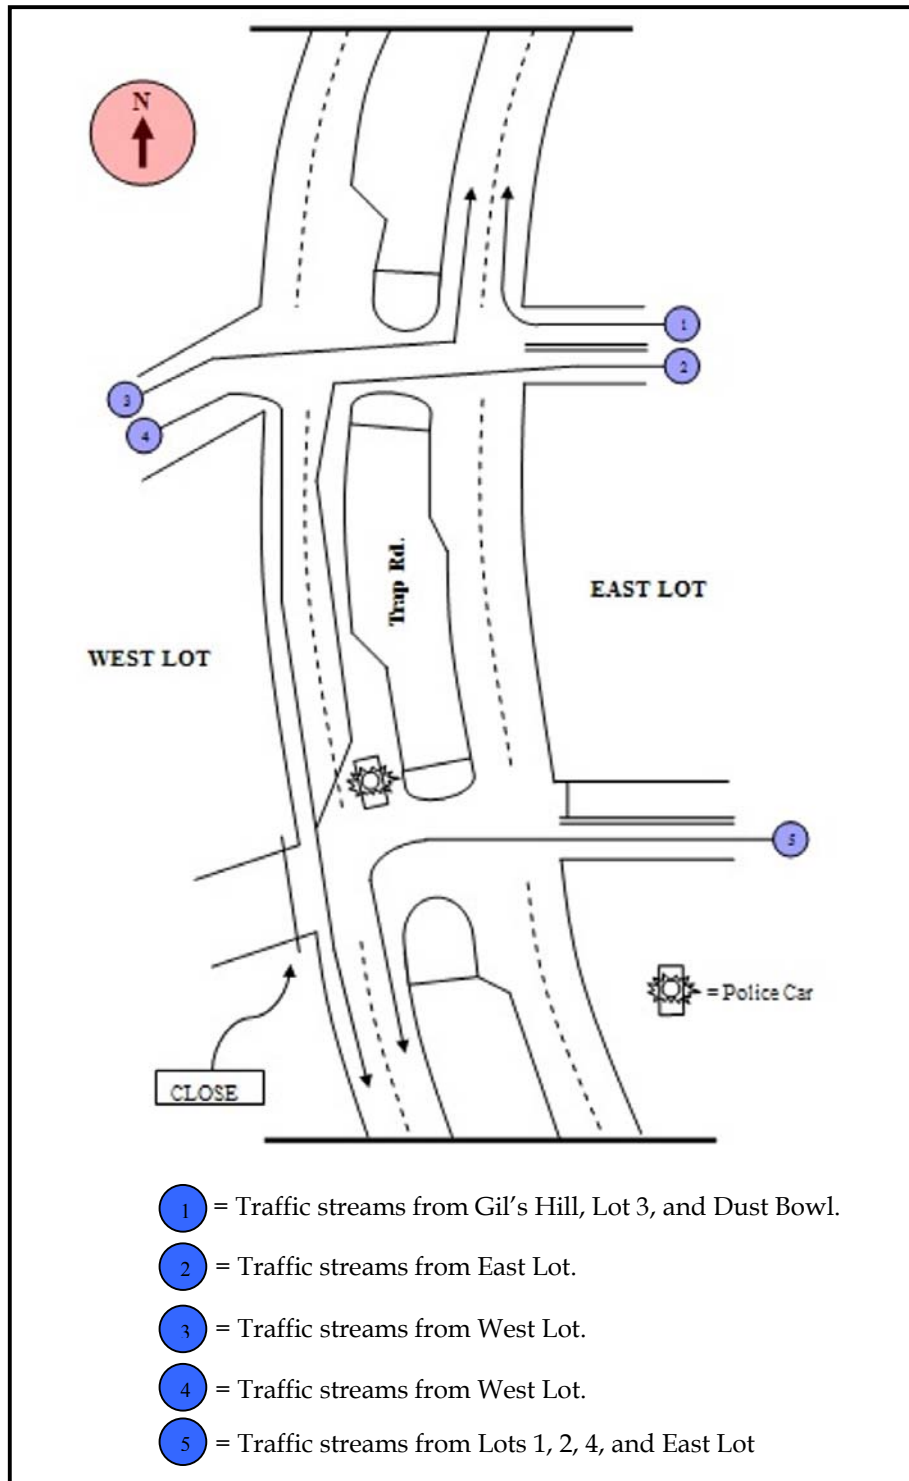 N
1
2
3
4
Trap Rd.
EAST LOT
WEST LOT
5
= Police Car
CLOSE
1 = Traffic streams from Gil's Hill, Lot 3, and Dust Bowl.
2 = Traffic streams from East Lot.
3 = Traffic streams from West Lot.
4 = Traffic streams from West Lot.
5 = Traffic streams from Lots 1, 2, 4, and East Lot